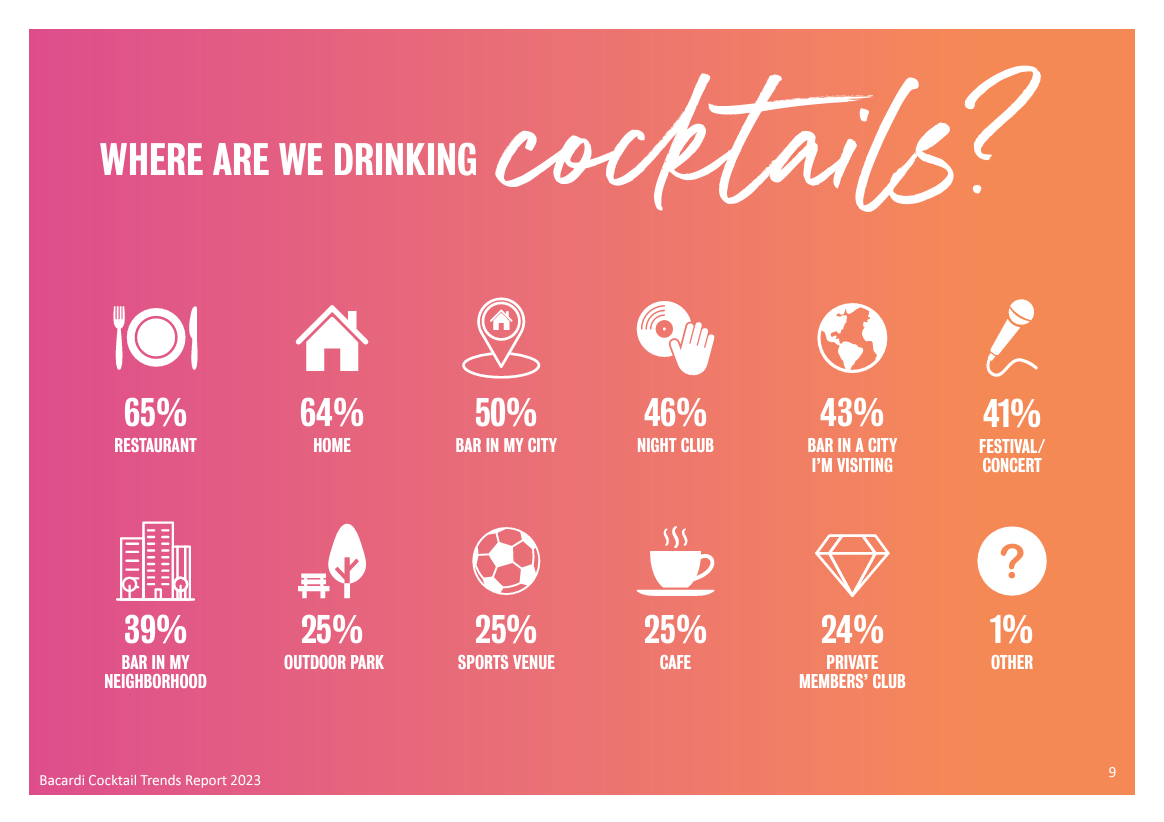 WHERE ARE WE DRINKING cocktails?
65%
RESTAURANT
64%
HOME
50%
BAR IN MY CITY
46%
NIGHT CLUB
43%
BAR IN A CITY
I'M VISITING
41%
FESTIVAL/
CONCERT
39%
BAR IN MY
NEIGHBORHOOD
25%
OUTDOOR PARK
25%
SPORTS VENUE
25%
CAFE
24%
PRIVATE
MEMBERS' CLUB
?
1%
OTHER
Bacardi Cocktail Trends Report 2023
9